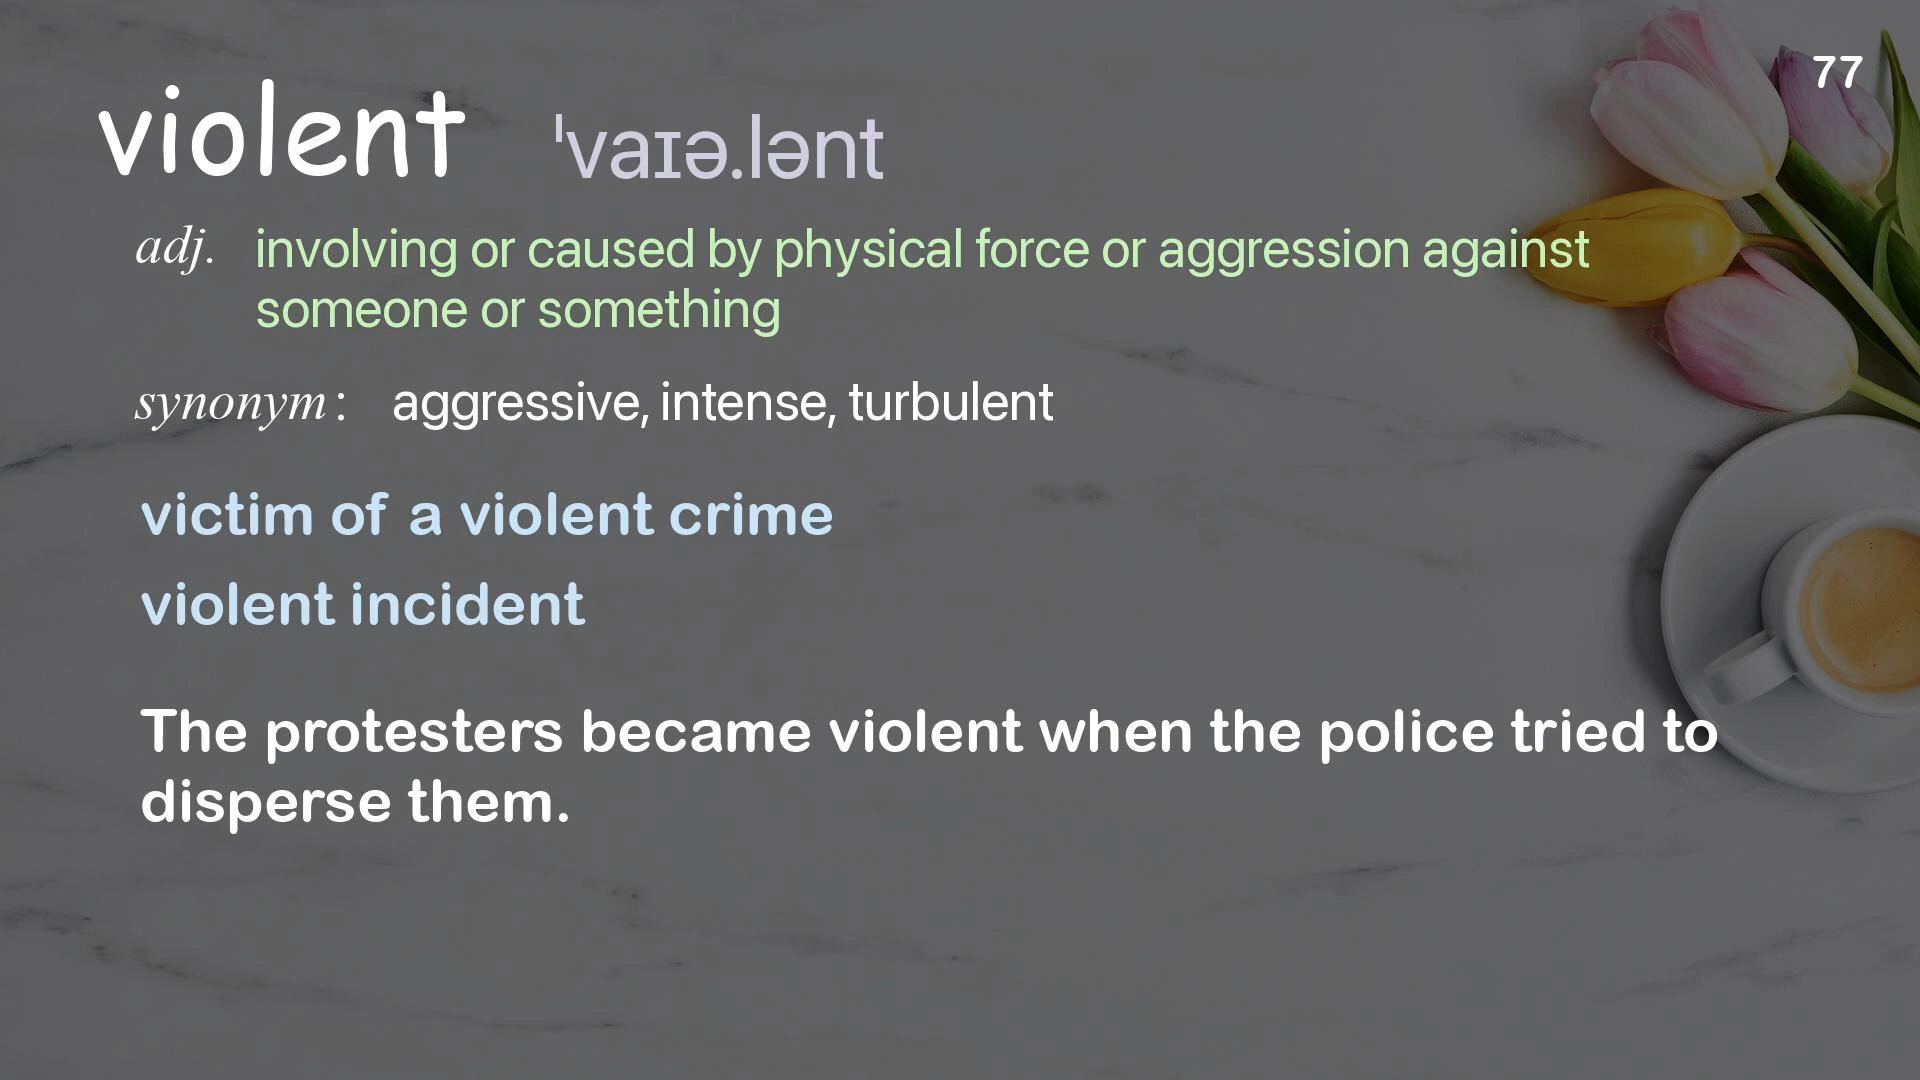 77
violent ˈvaɪə.lənt
adj. involving or caused by physical force or aggression against
someone or something
synonym: aggressive, intense, turbulent
victim of a violent crime
violent incident
The protesters became violent when the police tried to
disperse them.